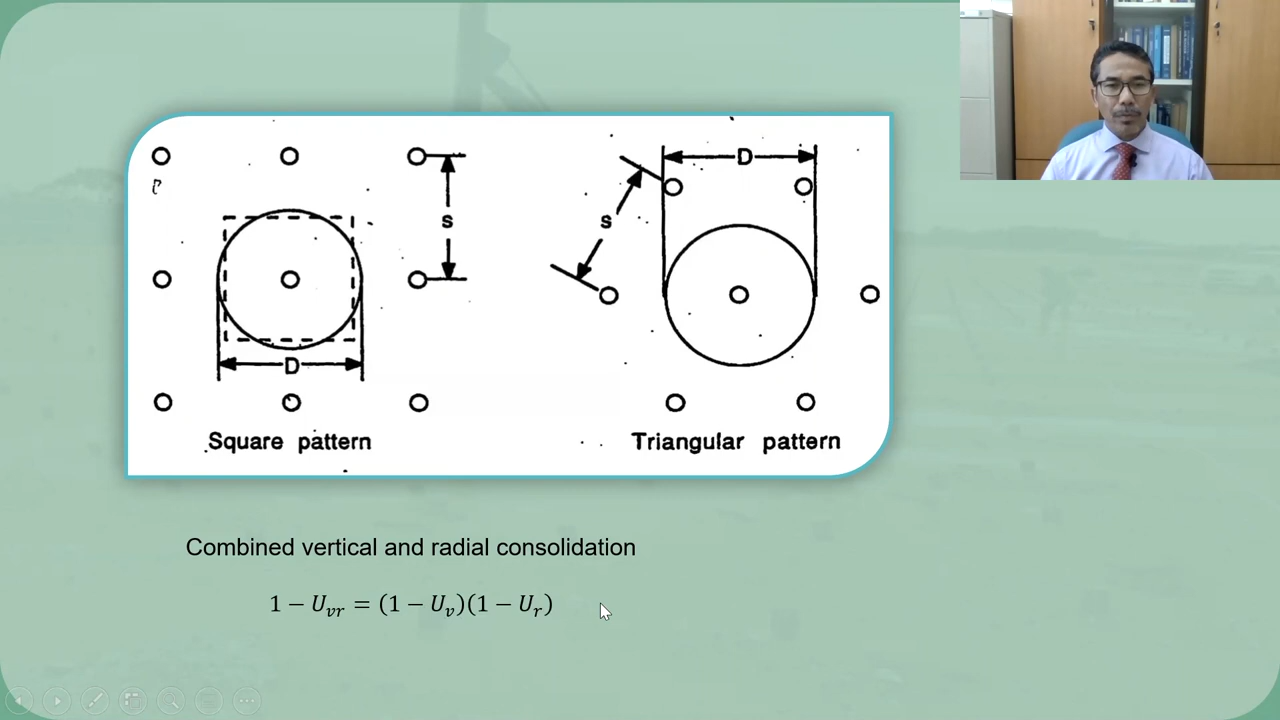 D
s
s
D
Square pattern
Triangular pattern
Combined vertical and radial consolidation
1 − U_vr = (1 − U_v)(1 − U_r)